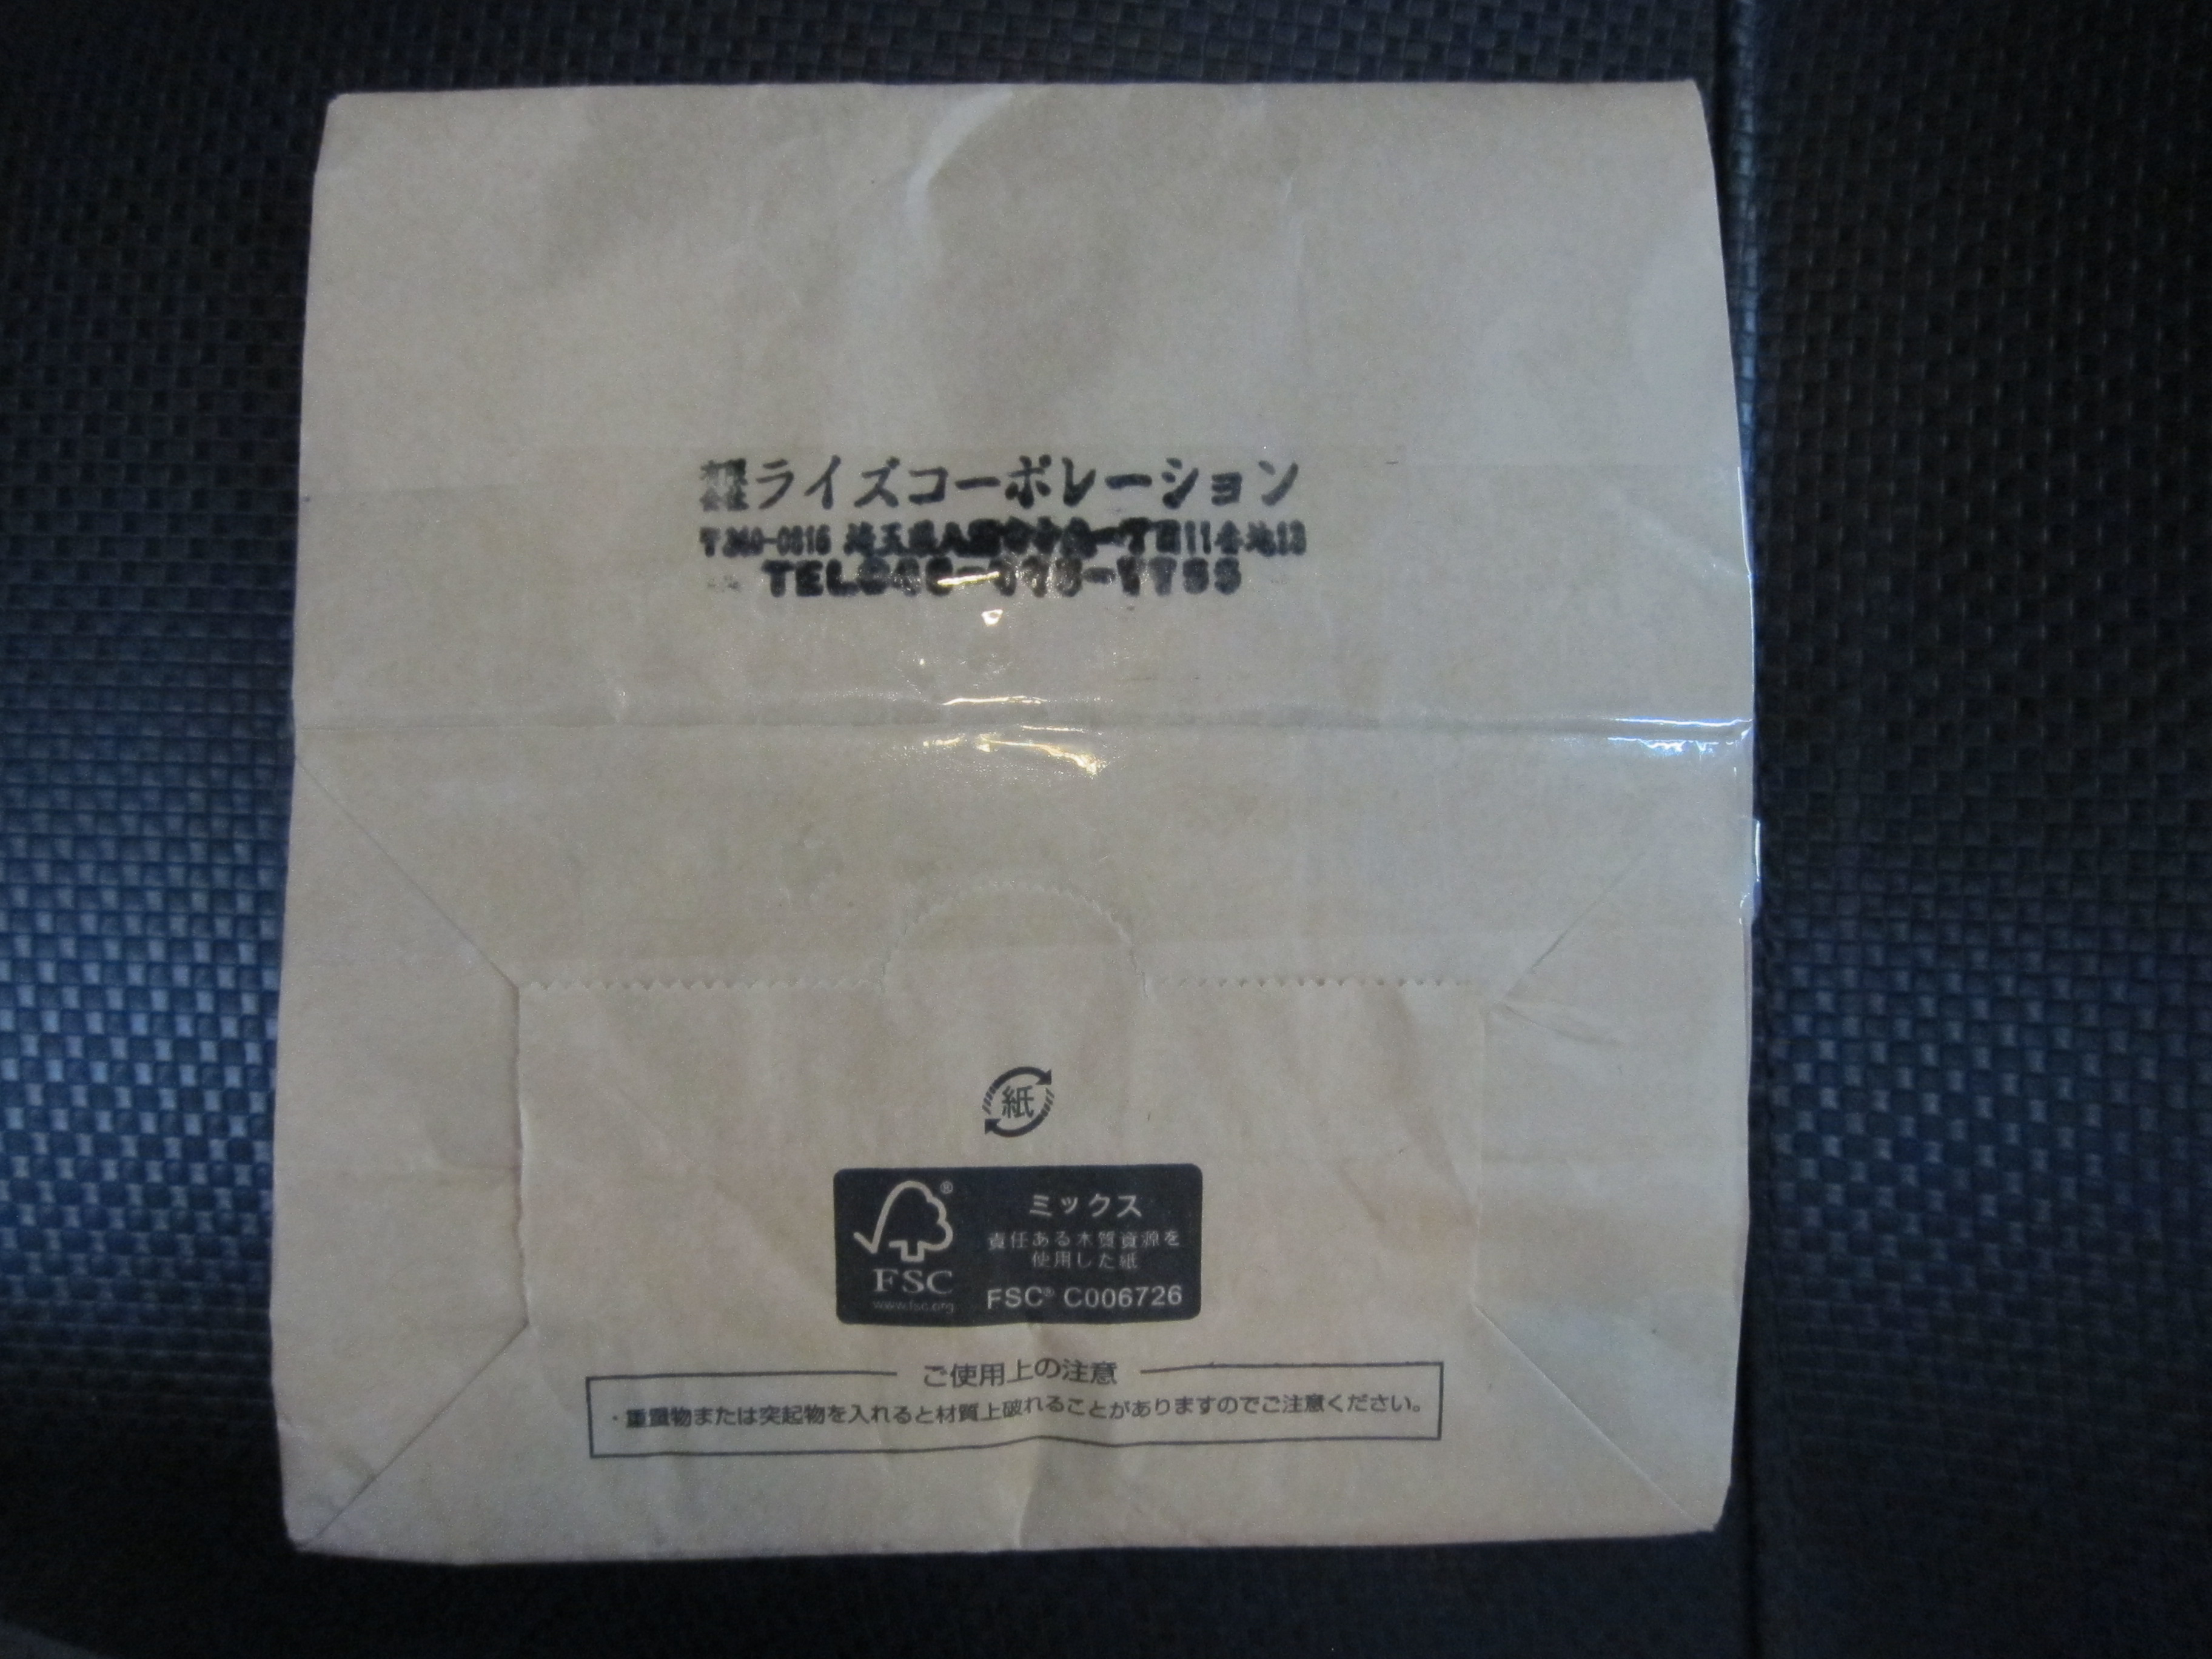 ライズコーポレーション
紙
ミックス
責任ある木質資源を
使用した紙
FSC® C006726
FSC
www.fsc.org
ご使用上の注意
・重量物または突起物を入れると材質上破れることがありますのでご注意ください。